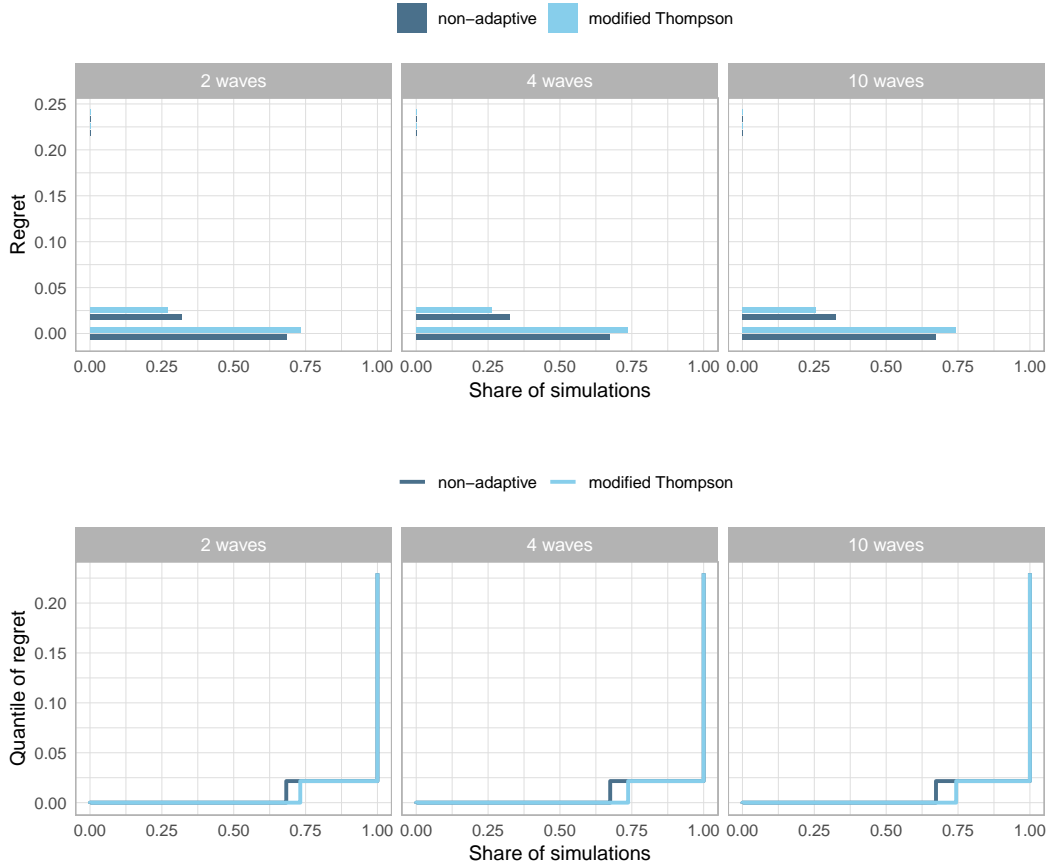 non−adaptive modified Thompson
2 waves 4 waves 10 waves
0.25
0.20
0.15
0.10
0.05
0.00
Regret
0.00 0.25 0.50 0.75 1.00 0.00 0.25 0.50 0.75 1.00 0.00 0.25 0.50 0.75 1.00
Share of simulations
non−adaptive modified Thompson
2 waves 4 waves 10 waves
0.20
0.15
0.10
0.05
0.00
Quantile of regret
0.00 0.25 0.50 0.75 1.00 0.00 0.25 0.50 0.75 1.00 0.00 0.25 0.50 0.75 1.00
Share of simulations